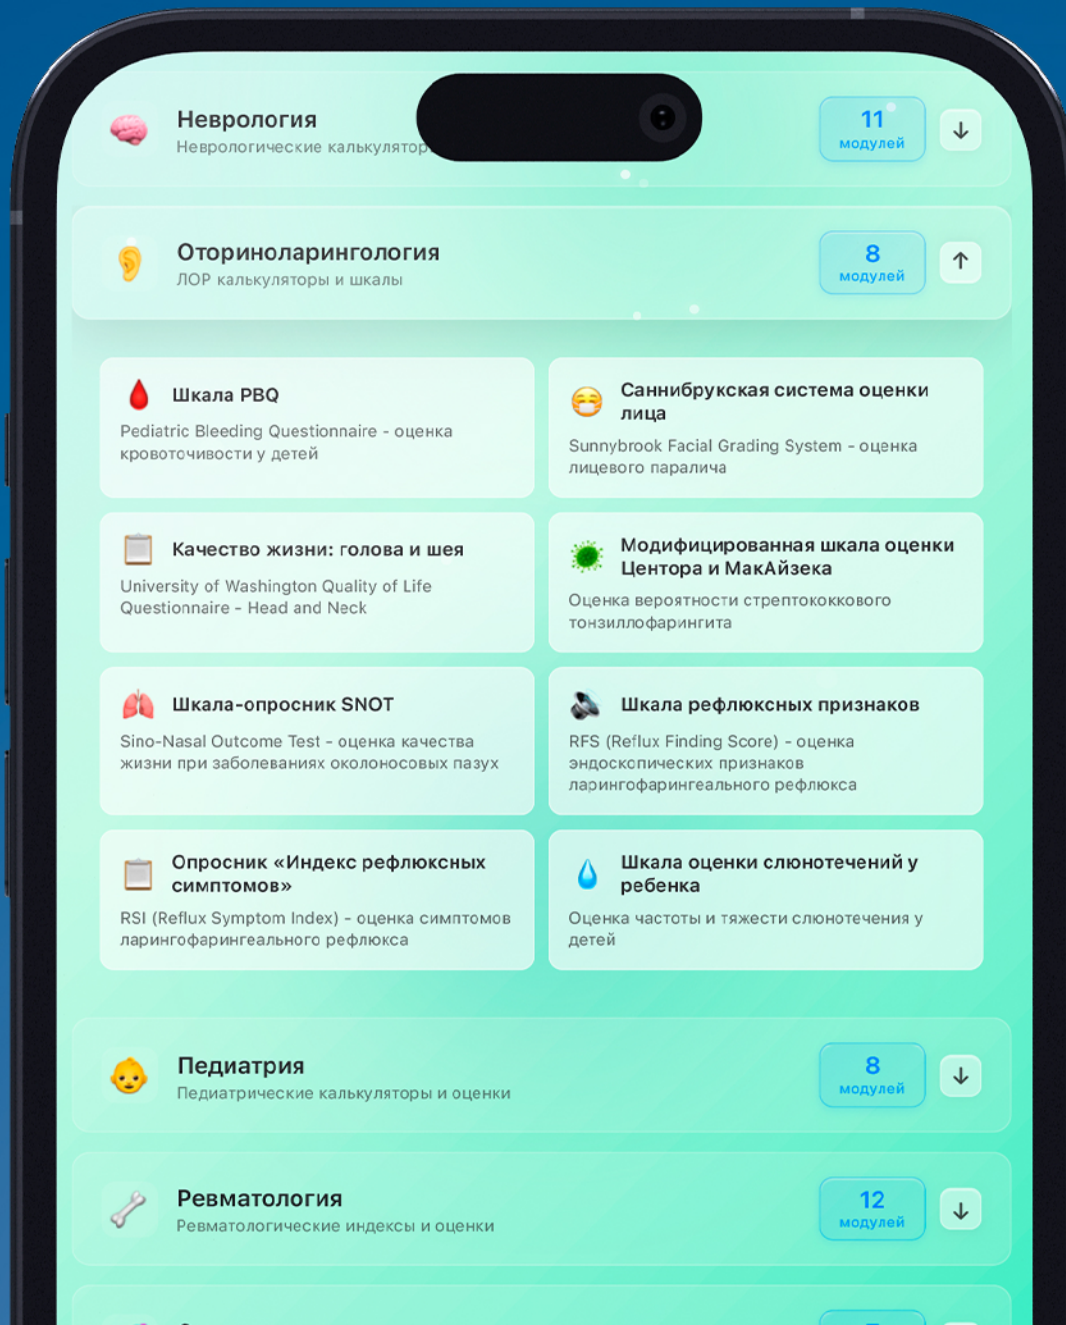 Неврология
Неврологические калькулятор
11
модулей
Оториноларингология
ЛОР калькуляторы и шкалы
8
модулей
Шкала PBQ
Pediatric Bleeding Questionnaire - оценка
кровоточивости у детей
Саннибрукская система оценки
лица
Sunnybrook Facial Grading System - оценка
лицевого паралича
Качество жизни: голова и шея
University of Washington Quality of Life
Questionnaire - Head and Neck
Модифицированная шкала оценки
Центора и МакАйзека
Оценка вероятности стрептококкового
тонзиллофарингита
Шкала-опросник SNOT
Sino-Nasal Outcome Test - оценка качества
жизни при заболеваниях околоносовых пазух
Шкала рефлюксных признаков
RFS (Reflux Finding Score) - оценка
эндоскопических признаков
ларингофарингеального рефлюкса
Опросник «Индекс рефлюксных
симптомов»
RSI (Reflux Symptom Index) - оценка симптомов
ларингофарингеального рефлюкса
Шкала оценки слюнотечений у
ребенка
Оценка частоты и тяжести слюнотечения у
детей
Педиатрия
Педиатрические калькуляторы и оценки
8
модулей
Ревматология
Ревматологические индексы и оценки
12
модулей